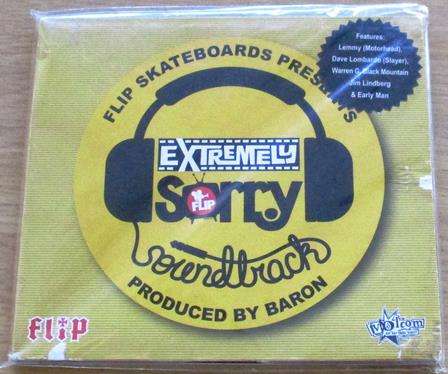 Features:
Lemmy (Motorhead),
Dave Lombardo (Slayer),
Warren G, Black Mountain
Jim Lindberg
& Early Man
FLIP SKATEBOARDS PRESENTS
EXTREMELY
Sorry
FLIP
Soundtrack
PRODUCED BY BARON
FLIP
Volcom